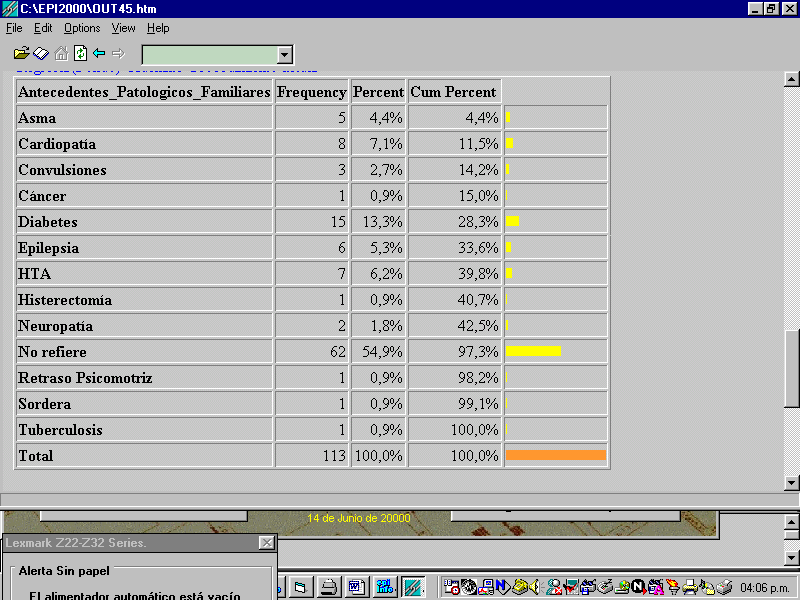 C:\EPI2000\OUT45.htm
File Edit Options View Help
Antecedentes_Patologicos_Familiares Frequency Percent Cum Percent
Asma 5 4,4% 4,4%
Cardiopatía 8 7,1% 11,5%
Convulsiones 3 2,7% 14,2%
Cáncer 1 0,9% 15,0%
Diabetes 15 13,3% 28,3%
Epilepsia 6 5,3% 33,6%
HTA 7 6,2% 39,8%
Histerectomía 1 0,9% 40,7%
Neuropatía 2 1,8% 42,5%
No refiere 62 54,9% 97,3%
Retraso Psicomotriz 1 0,9% 98,2%
Sordera 1 0,9% 99,1%
Tuberculosis 1 0,9% 100,0%
Total 113 100,0% 100,0%
14 de Junio de 20000
Lexmark Z22-Z32 Series.
Alerta Sin papel
El alimentador automático está vacío
04:06 p.m.